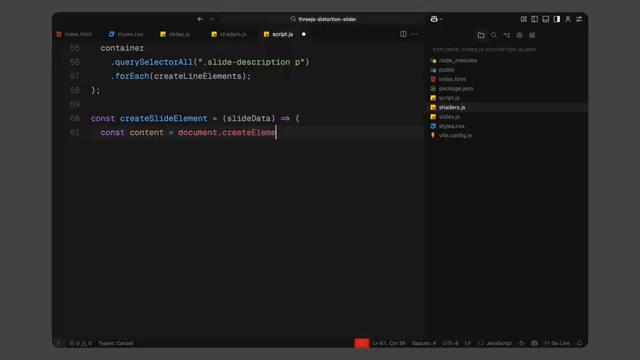 threejs-distortion-slider
index.html
styles.css
slides.js
shaders.js
script.js
55 container
56 .querySelectorAll(".slide-description p")
57 .forEach(createLineElements);
58 };
59
60 const createSlideElement = (slideData) => {
61 const content = document.createEleme
EXPLORER: THREEJS-DISTORTION-SLIDER
node_modules
public
index.html
package.json
script.js
shaders.js
slides.js
styles.css
vite.config.js
0 0 Typing: Cancel Ln 61, Col 36 Spaces: 4 UTF-8 LF {} JavaScript Go Live